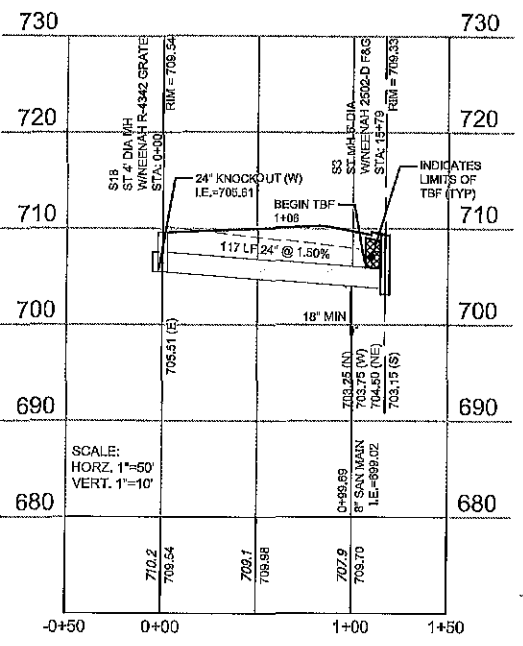 730
730
720
720
710
710
700
700
690
690
680
680
S18
ST 4' DIA MH
W/NEENAH R-4342 GRATE
STA: 0+00
RIM = 709.54
24" KNOCKOUT (W)
I.E.=705.61
BEGIN TBF
1+06
S3
ST MH 5' DIA
W/NEENAH 2502-D F&G
STA: 15+79
RIM = 709.33
INDICATES
LIMITS OF
TBF (TYP)
117 LF 24" @ 1.50%
18" MIN
705.51 (E)
703.25 (N)
703.75 (W)
704.50 (NE)
703.15 (S)
0+99.69
8" SAN MAIN
I.E.=699.02
SCALE:
HORZ. 1"=50'
VERT. 1"=10'
710.2
709.54
709.1
709.98
707.9
709.70
-0+50
0+00
1+00
1+50